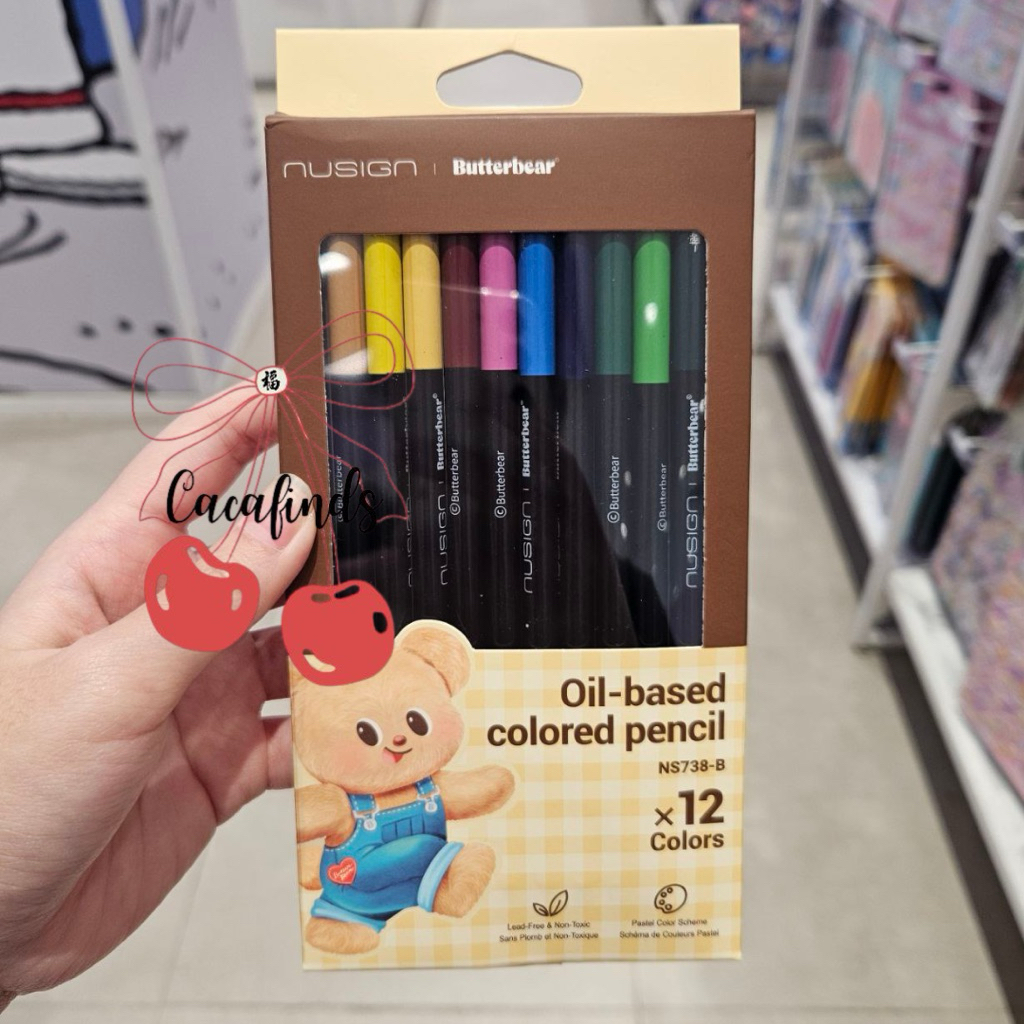 nusign | Butterbear
福
Butterbear®
©Butterbear
©Butterbear
Butterbear®
©Butterbear
©Butterbear
Butterbear®
nusign
nusign
nusign
Cacafinds
Oil-based
colored pencil
NS738-B
×12
Colors
Lead-Free & Non-Toxic
Sans Plomb et Non-Toxique
Pastel Color Scheme
Schéma de Couleurs Pastel